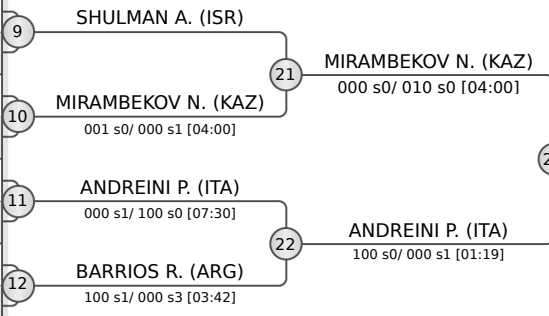 SHULMAN A. (ISR)
9
21
MIRAMBEKOV N. (KAZ)
000 s0/ 010 s0 [04:00]
MIRAMBEKOV N. (KAZ)
10
001 s0/ 000 s1 [04:00]
ANDREINI P. (ITA)
11
000 s1/ 100 s0 [07:30]
22
ANDREINI P. (ITA)
100 s0/ 000 s1 [01:19]
BARRIOS R. (ARG)
12
100 s1/ 000 s3 [03:42]